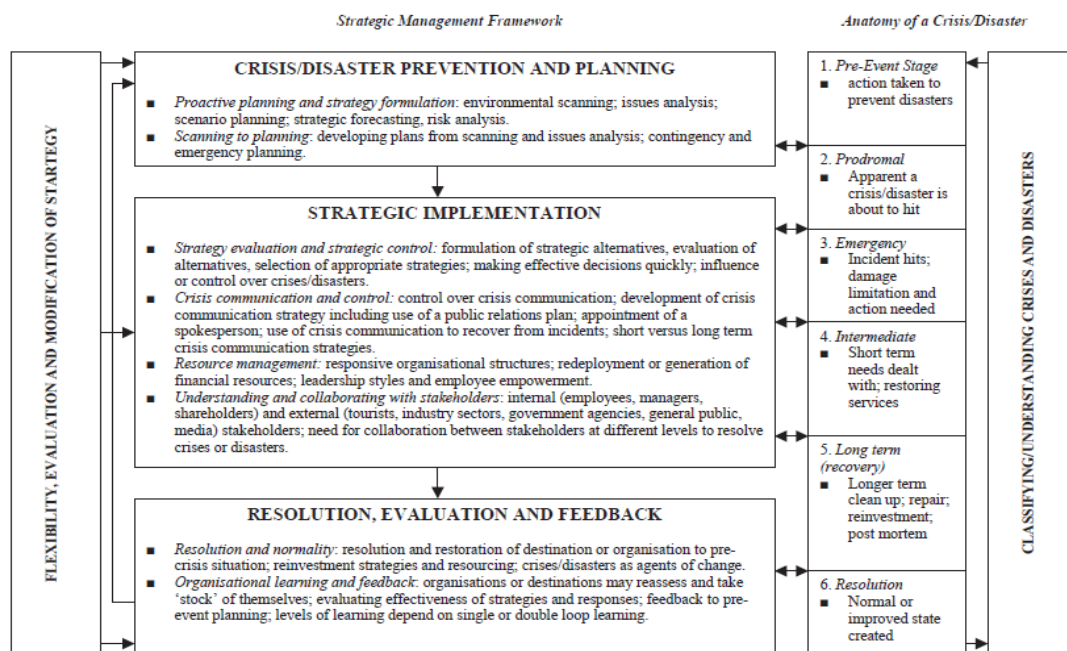 Strategic Management Framework
Anatomy of a Crisis/Disaster
FLEXIBILITY, EVALUATION AND MODIFICATION OF STARTEGY
CRISIS/DISASTER PREVENTION AND PLANNING
■ Proactive planning and strategy formulation: environmental scanning; issues analysis;
scenario planning; strategic forecasting, risk analysis.
■ Scanning to planning: developing plans from scanning and issues analysis; contingency and
emergency planning.
STRATEGIC IMPLEMENTATION
■ Strategy evaluation and strategic control: formulation of strategic alternatives, evaluation of
alternatives, selection of appropriate strategies; making effective decisions quickly; influence
or control over crises/disasters.
■ Crisis communication and control: control over crisis communication; development of crisis
communication strategy including use of a public relations plan; appointment of a
spokesperson; use of crisis communication to recover from incidents; short versus long term
crisis communication strategies.
■ Resource management: responsive organisational structures; redeployment or generation of
financial resources; leadership styles and employee empowerment.
■ Understanding and collaborating with stakeholders: internal (employees, managers,
shareholders) and external (tourists, industry sectors, government agencies, general public,
media) stakeholders; need for collaboration between stakeholders at different levels to resolve
crises or disasters.
RESOLUTION, EVALUATION AND FEEDBACK
■ Resolution and normality: resolution and restoration of destination or organisation to pre-
crisis situation; reinvestment strategies and resourcing; crises/disasters as agents of change.
■ Organisational learning and feedback: organisations or destinations may reassess and take
‘stock’ of themselves; evaluating effectiveness of strategies and responses; feedback to pre-
event planning; levels of learning depend on single or double loop learning.
1. Pre-Event Stage
■ action taken to
prevent disasters
2. Prodromal
■ Apparent a
crisis/disaster is
about to hit
3. Emergency
■ Incident hits;
damage
limitation and
action needed
4. Intermediate
■ Short term
needs dealt
with; restoring
services
5. Long term
(recovery)
■ Longer term
clean up; repair;
reinvestment;
post mortem
6. Resolution
■ Normal or
improved state
created
CLASSIFYING/UNDERSTANDING CRISES AND DISASTERS